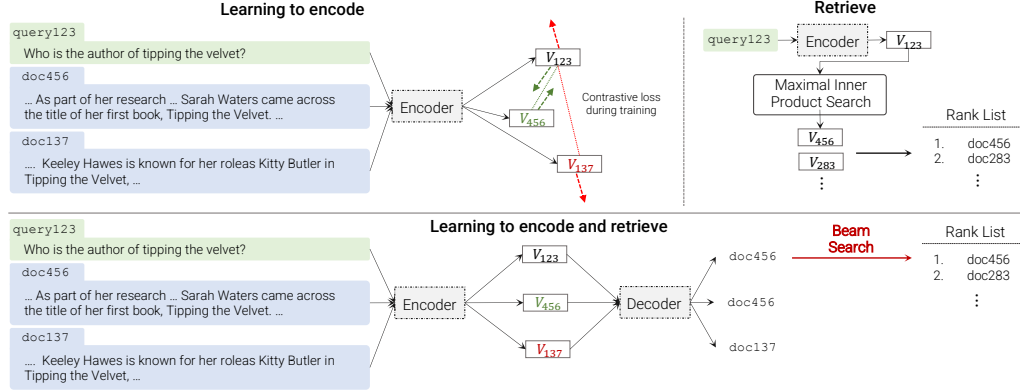 Learning to encode
query123
Who is the author of tipping the velvet?
doc456
... As part of her research ... Sarah Waters came across
the title of her first book, Tipping the Velvet. ...
doc137
.... Keeley Hawes is known for her roleas Kitty Butler in
Tipping the Velvet, ...
Encoder
V123
V456
V137
Contrastive loss
during training
Retrieve
query123
Encoder
V123
Maximal Inner
Product Search
V456
V283
⋮
Rank List
1. doc456
2. doc283
⋮
Learning to encode and retrieve
query123
Who is the author of tipping the velvet?
doc456
... As part of her research ... Sarah Waters came across
the title of her first book, Tipping the Velvet. ...
doc137
.... Keeley Hawes is known for her roleas Kitty Butler in
Tipping the Velvet, ...
Encoder
V123
V456
V137
Decoder
doc456
doc456
doc137
Beam
Search
Rank List
1. doc456
2. doc283
⋮